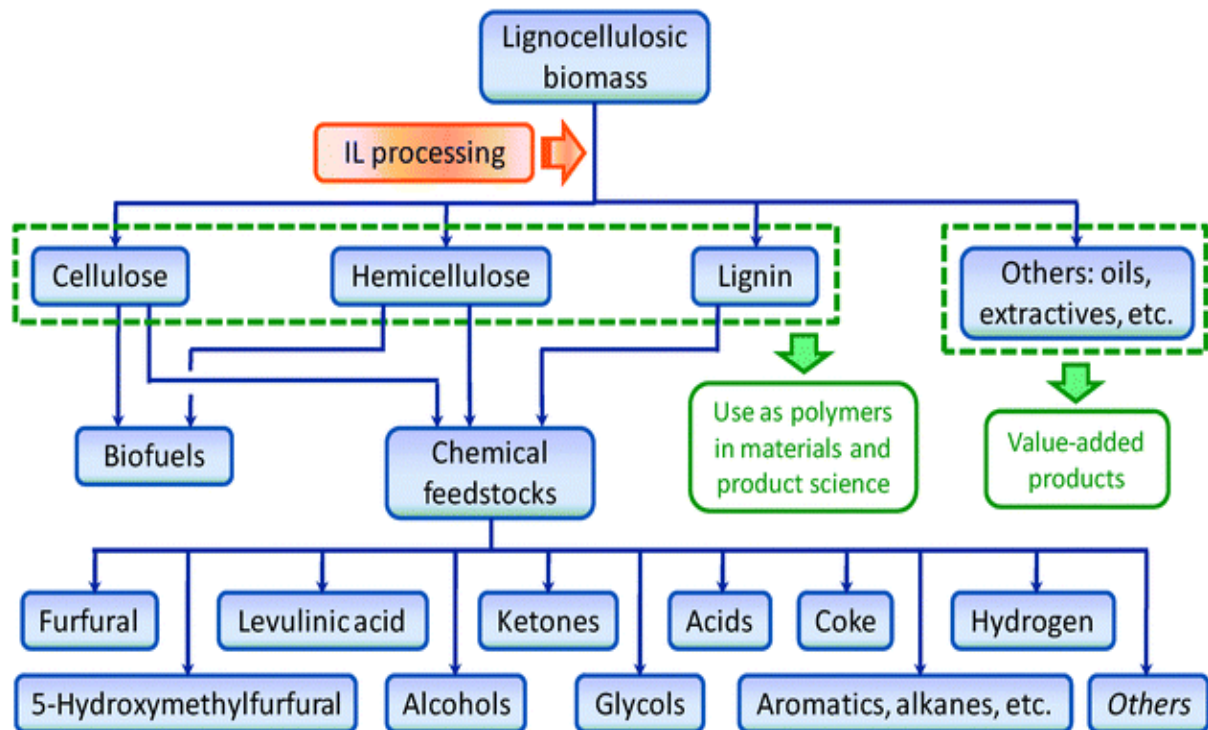 Lignocellulosic
biomass
IL processing
Cellulose
Hemicellulose
Lignin
Others: oils,
extractives, etc.
Biofuels
Chemical
feedstocks
Use as polymers
in materials and
product science
Value-added
products
Furfural
Levulinic acid
Ketones
Acids
Coke
Hydrogen
5-Hydroxymethylfurfural
Alcohols
Glycols
Aromatics, alkanes, etc.
Others